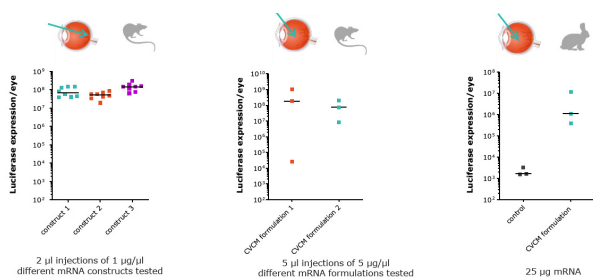 Luciferase expression/eye
10⁹
10⁸
10⁷
10⁶
10⁵
10⁴
10³
10²
construct 1
construct 2
construct 3
2 µl injections of 1 µg/µl
different mRNA constructs tested
Luciferase expression/eye
10¹⁰
10⁹
10⁸
10⁷
10⁶
10⁵
10⁴
10³
10²
CVCM formulation 1
CVCM formulation 2
5 µl injections of 5 µg/µl
different mRNA formulations tested
Luciferase expression/eye
10⁸
10⁷
10⁶
10⁵
10⁴
10³
10²
control
CVCM formulation
25 µg mRNA